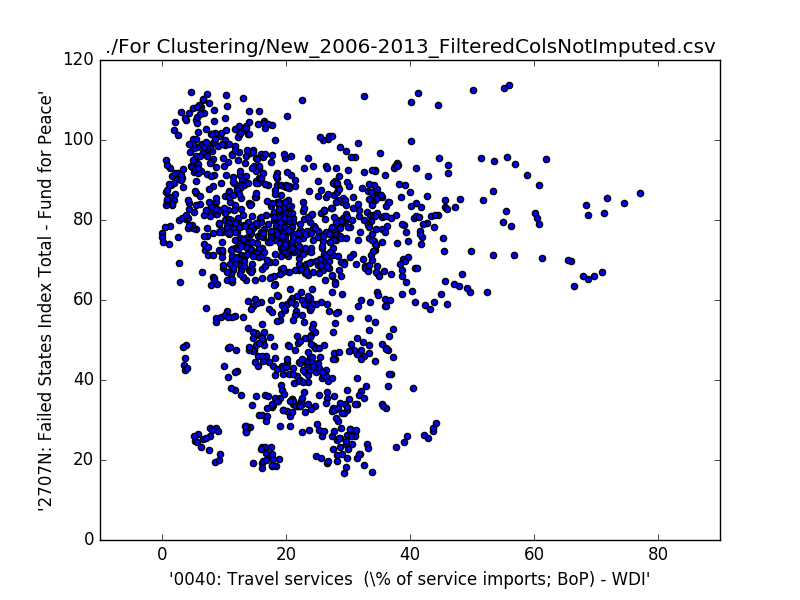 ./For Clustering/New_2006-2013_FilteredColsNotImputed.csv
'2707N: Failed States Index Total - Fund for Peace'
120
100
80
60
40
20
0
0 20 40 60 80
'0040: Travel services  (\% of service imports; BoP) - WDI'